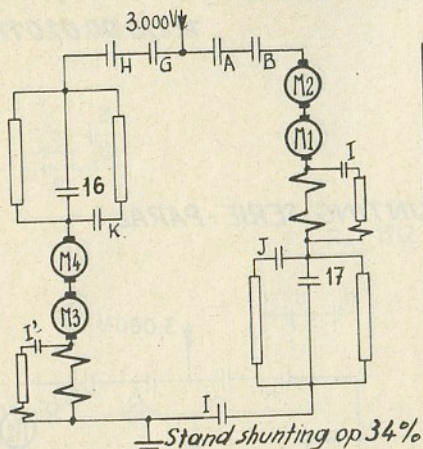 3.000V
H G A B
M2
M1
I
16
K
J
17
M4
M3
I'
I
Stand shunting op 34%